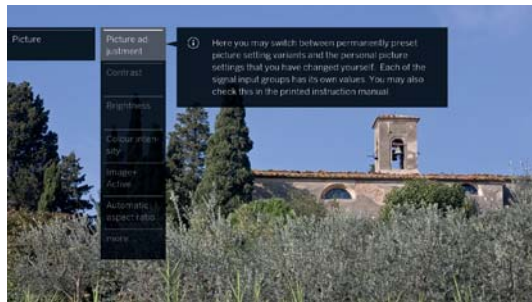 Picture
Picture ad
justment
Here you may switch between permanently preset
picture setting variants and the personal picture
settings that you have changed yourself. Each of the
signal input groups has its own values. You may also
check this in the printed instruction manual.
Contrast
Brightness
Colour inten-
sity
Image+
Active
Automatic
aspect ratio
more